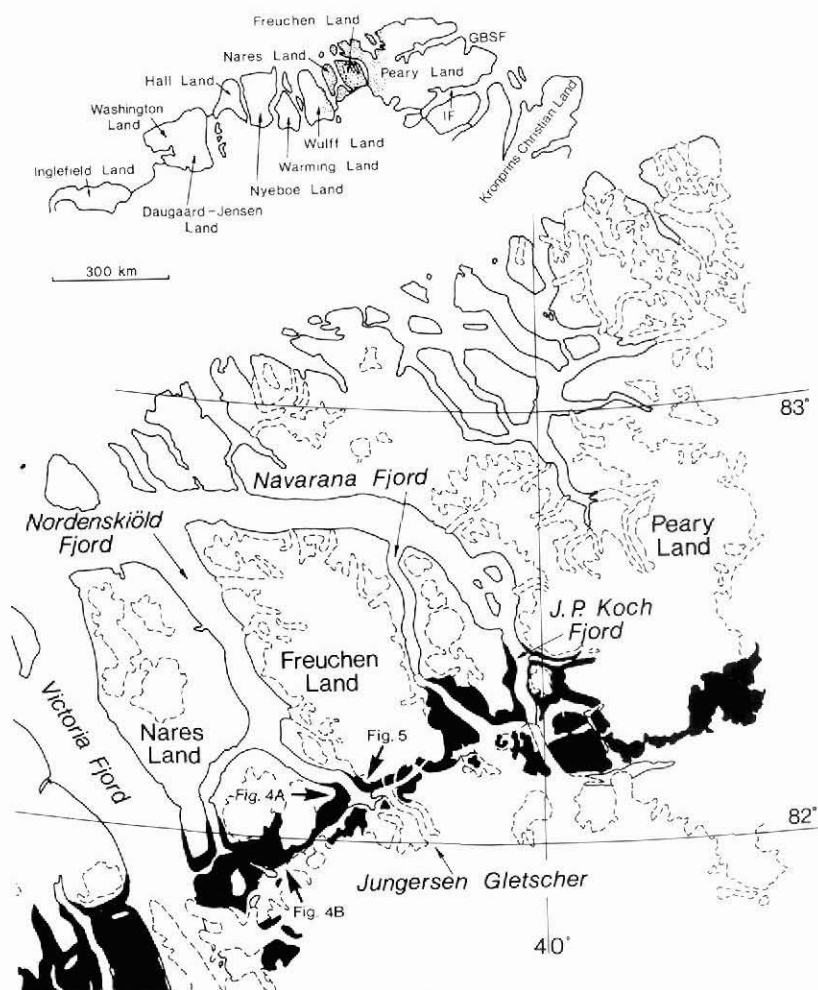 Freuchen Land
GBSF
Nares Land
Peary Land
Hall Land
Washington
Land
IF
Kronprins Christian Land
Wulff Land
Inglefield Land
Warming Land
Nyeboe Land
Daugaard-Jensen
Land
300 km
83°
Navarana Fjord
Nordenskiöld
Fjord
Peary
Land
J.P. Koch
Fjord
Freuchen
Land
Victoria Fjord
Nares
Land
Fig. 5
Fig. 4A
82°
Jungersen Gletscher
Fig. 4B
40°